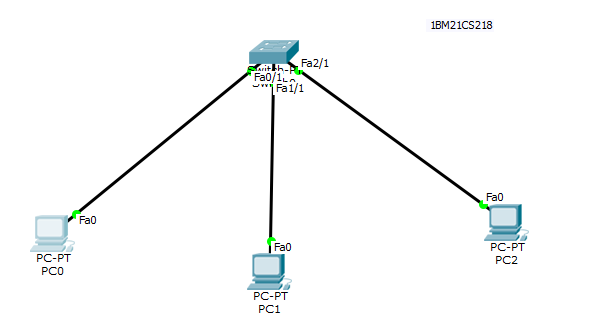 1BM21CS218
Fa2/1
Fa0/1
Fa1/1
Fa0
PC-PT
PC0
Fa0
PC-PT
PC1
Fa0
PC-PT
PC2